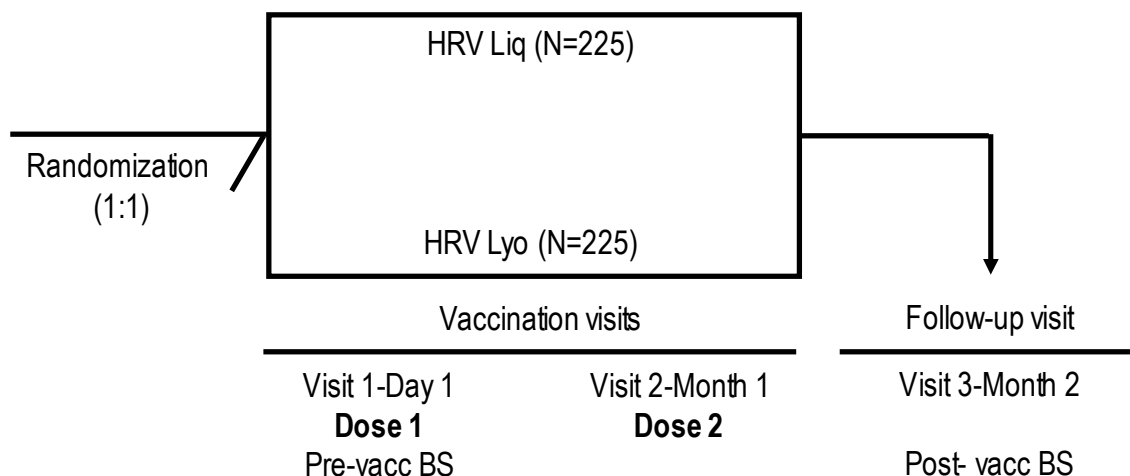 HRV Liq (N=225)
Randomization
(1:1)
HRV Lyo (N=225)
Vaccination visits
Follow-up visit
Visit 1-Day 1
Visit 2-Month 1
Visit 3-Month 2
Dose 1
Dose 2
Pre-vacc BS
Post- vacc BS